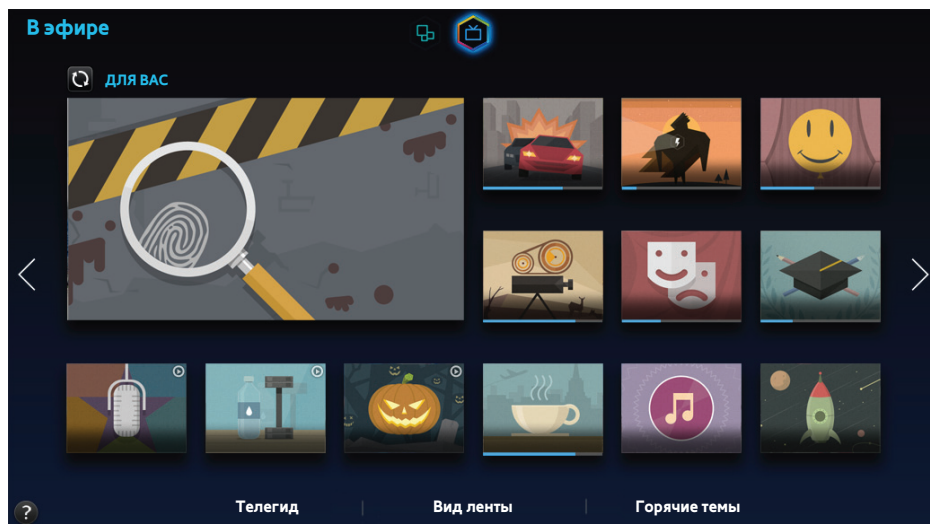 В эфире
ДЛЯ ВАС
Телегид
Вид ленты
Горячие темы
?